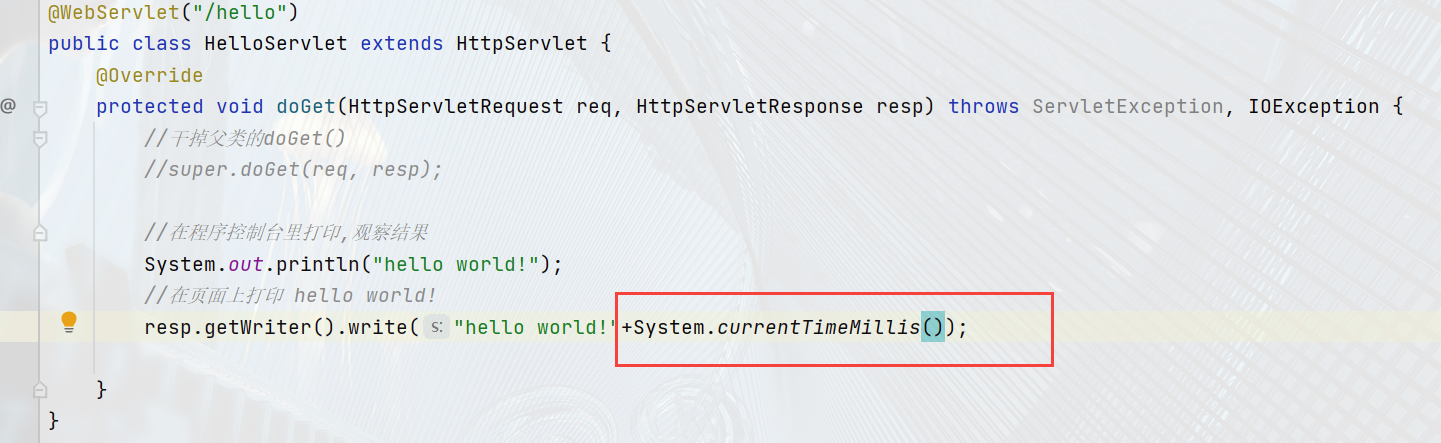 @WebServlet("/hello")
public class HelloServlet extends HttpServlet {
@Override
@ protected void doGet(HttpServletRequest req, HttpServletResponse resp) throws ServletException, IOException {
//干掉父类的doGet()
//super.doGet(req, resp);
//在程序控制台里打印,观察结果
System.out.println("hello world!");
//在页面上打印 hello world!
resp.getWriter().write( s: "hello world!"+System.currentTimeMillis());
}
}